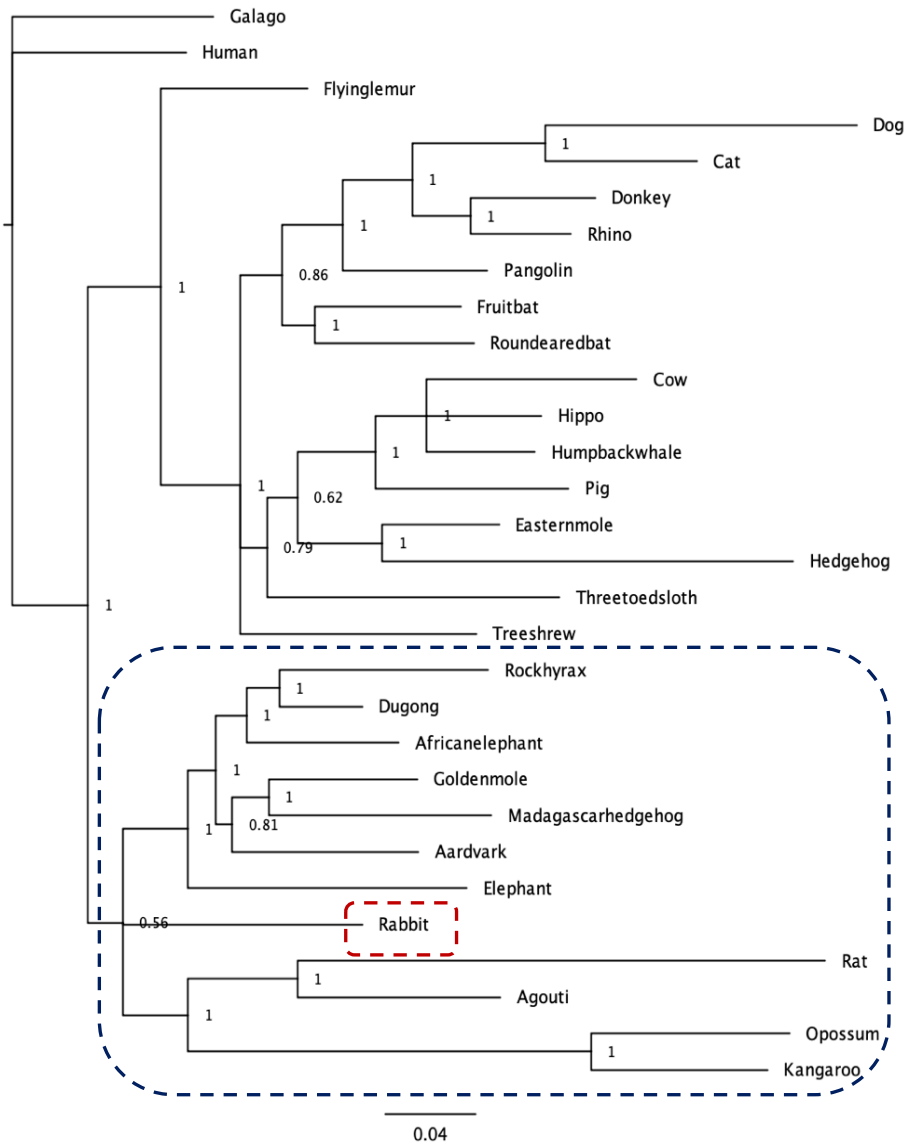 Galago
Human
Flyinglemur
Dog
1
Cat
1
Donkey
1
Rhino
1
Pangolin
0.86
Fruitbat
1
1
Roundearedbat
Cow
1
Hippo
1
Humpbackwhale
1
Pig
0.62
Easternmole
0.79
1
Hedgehog
Threetoedsloth
1
Treeshrew
Rockhyrax
1
Dugong
1
Africanelephant
1
Goldenmole
1
Madagascarhedgehog
1
0.81
Aardvark
Elephant
0.56
Rabbit
Rat
1
Agouti
1
Opossum
1
Kangaroo
0.04